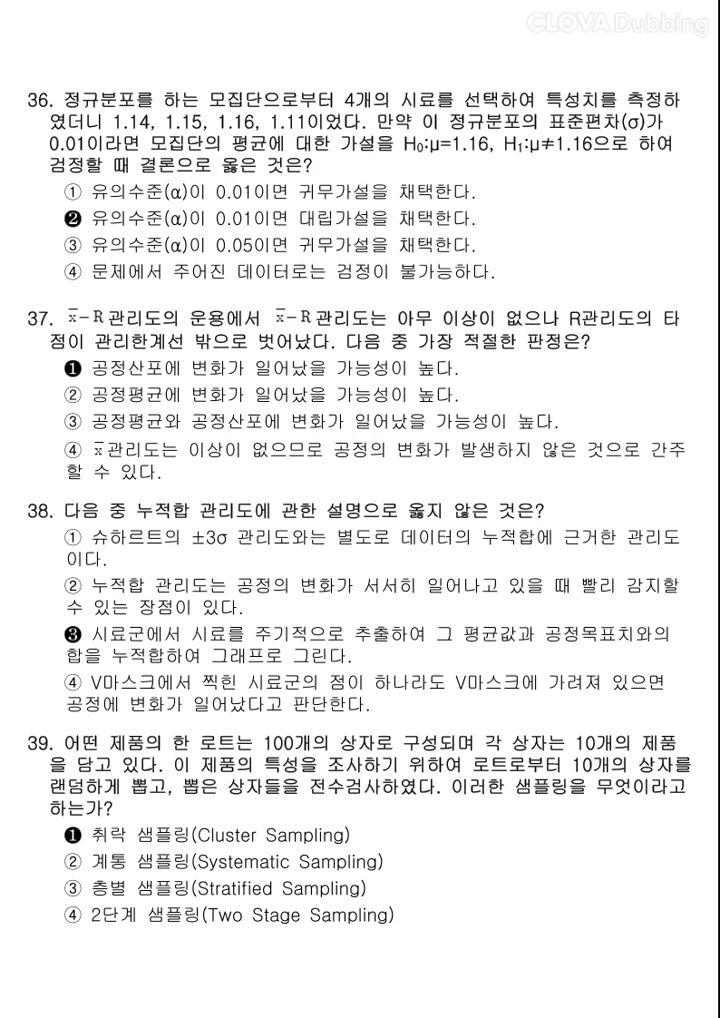 CLOVA Dubbing
36. 정규분포를 하는 모집단으로부터 4개의 시료를 선택하여 특성치를 측정하
였더니 1.14, 1.15, 1.16, 1.11이었다. 만약 이 정규분포의 표준편차(σ)가
0.01이라면 모집단의 평균에 대한 가설을 H₀:μ=1.16, H₁:μ≠1.16으로 하여
검정할 때 결론으로 옳은 것은?
① 유의수준(α)이 0.01이면 귀무가설을 채택한다.
❷ 유의수준(α)이 0.01이면 대립가설을 채택한다.
③ 유의수준(α)이 0.05이면 귀무가설을 채택한다.
④ 문제에서 주어진 데이터로는 검정이 불가능하다.
37. x̅-R관리도의 운용에서 x̅-R관리도는 아무 이상이 없으나 R관리도의 타
점이 관리한계선 밖으로 벗어났다. 다음 중 가장 적절한 판정은?
❶ 공정산포에 변화가 일어났을 가능성이 높다.
② 공정평균에 변화가 일어났을 가능성이 높다.
③ 공정평균와 공정산포에 변화가 일어났을 가능성이 높다.
④ x̅관리도는 이상이 없으므로 공정의 변화가 발생하지 않은 것으로 간주
할 수 있다.
38. 다음 중 누적합 관리도에 관한 설명으로 옳지 않은 것은?
① 슈하르트의 ±3σ 관리도와는 별도로 데이터의 누적합에 근거한 관리도
이다.
② 누적합 관리도는 공정의 변화가 서서히 일어나고 있을 때 빨리 감지할
수 있는 장점이 있다.
❸ 시료군에서 시료를 주기적으로 추출하여 그 평균값과 공정목표치와의
합을 누적합하여 그래프로 그린다.
④ V마스크에서 찍힌 시료군의 점이 하나라도 V마스크에 가려져 있으면
공정에 변화가 일어났다고 판단한다.
39. 어떤 제품의 한 로트는 100개의 상자로 구성되며 각 상자는 10개의 제품
을 담고 있다. 이 제품의 특성을 조사하기 위하여 로트로부터 10개의 상자를
랜덤하게 뽑고, 뽑은 상자들을 전수검사하였다. 이러한 샘플링을 무엇이라고
하는가?
❶ 취락 샘플링(Cluster Sampling)
② 계통 샘플링(Systematic Sampling)
③ 층별 샘플링(Stratified Sampling)
④ 2단계 샘플링(Two Stage Sampling)